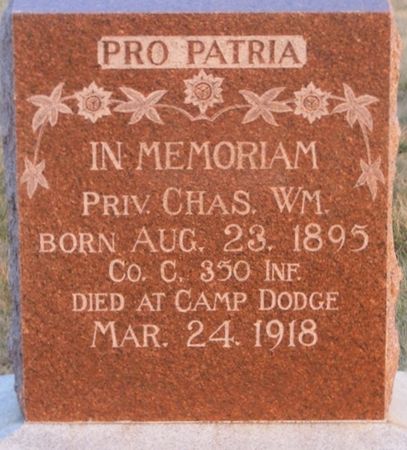 PRO PATRIA
IN MEMORIAM
PRIV. CHAS. WM.
BORN AUG. 23, 1895
CO. C, 350 INF.
DIED AT CAMP DODGE
MAR. 24, 1918